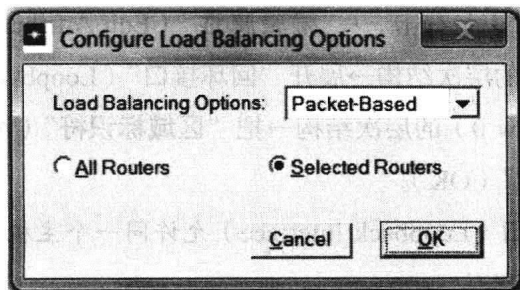 Configure Load Balancing Options
Load Balancing Options: Packet-Based
All Routers Selected Routers
Cancel OK